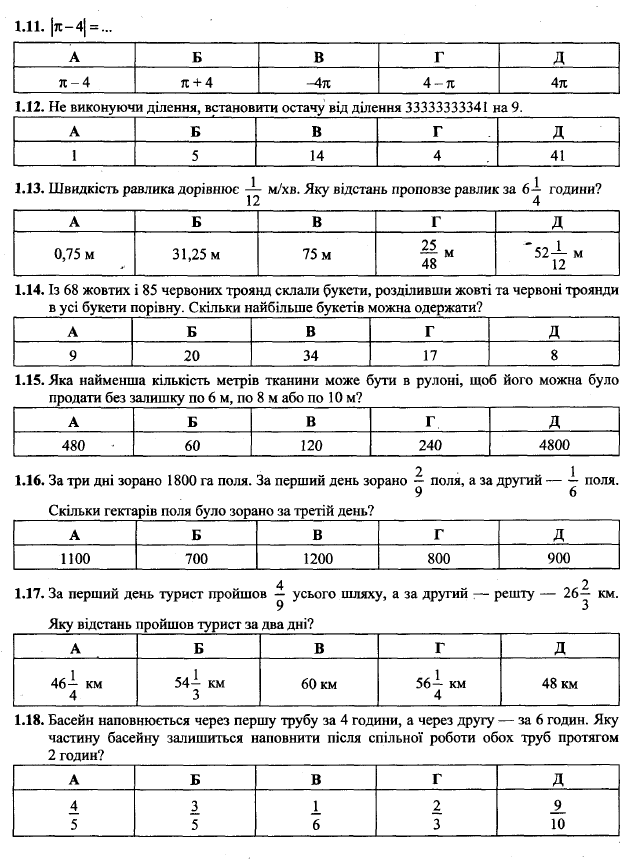 1.11. |π − 4| = ...
А Б В Г Д
π − 4 π + 4 −4π 4 − π 4π
1.12. Не виконуючи ділення, встановити остачу від ділення 33333333341 на 9.
А Б В Г Д
1 5 14 4 41
1.13. Швидкість равлика дорівнює 1/12 м/хв. Яку відстань проповзе равлик за 6 1/4 години?
А Б В Г Д
0,75 м 31,25 м 75 м 25/48 м 52 1/12 м
1.14. Із 68 жовтих і 85 червоних троянд склали букети, розділивши жовті та червоні троянди
в усі букети порівну. Скільки найбільше букетів можна одержати?
А Б В Г Д
9 20 34 17 8
1.15. Яка найменша кількість метрів тканини може бути в рулоні, щоб його можна було
продати без залишку по 6 м, по 8 м або по 10 м?
А Б В Г Д
480 60 120 240 4800
1.16. За три дні зорано 1800 га поля. За перший день зорано 2/9 поля, а за другий — 1/6 поля.
Скільки гектарів поля було зорано за третій день?
А Б В Г Д
1100 700 1200 800 900
1.17. За перший день турист пройшов 4/9 усього шляху, а за другий — решту — 26 2/3 км.
Яку відстань пройшов турист за два дні?
А Б В Г Д
46 1/4 км 54 1/3 км 60 км 56 1/4 км 48 км
1.18. Басейн наповнюється через першу трубу за 4 години, а через другу — за 6 годин. Яку
частину басейну залишиться наповнити після спільної роботи обох труб протягом
2 годин?
А Б В Г Д
4/5 3/5 1/6 2/3 9/10